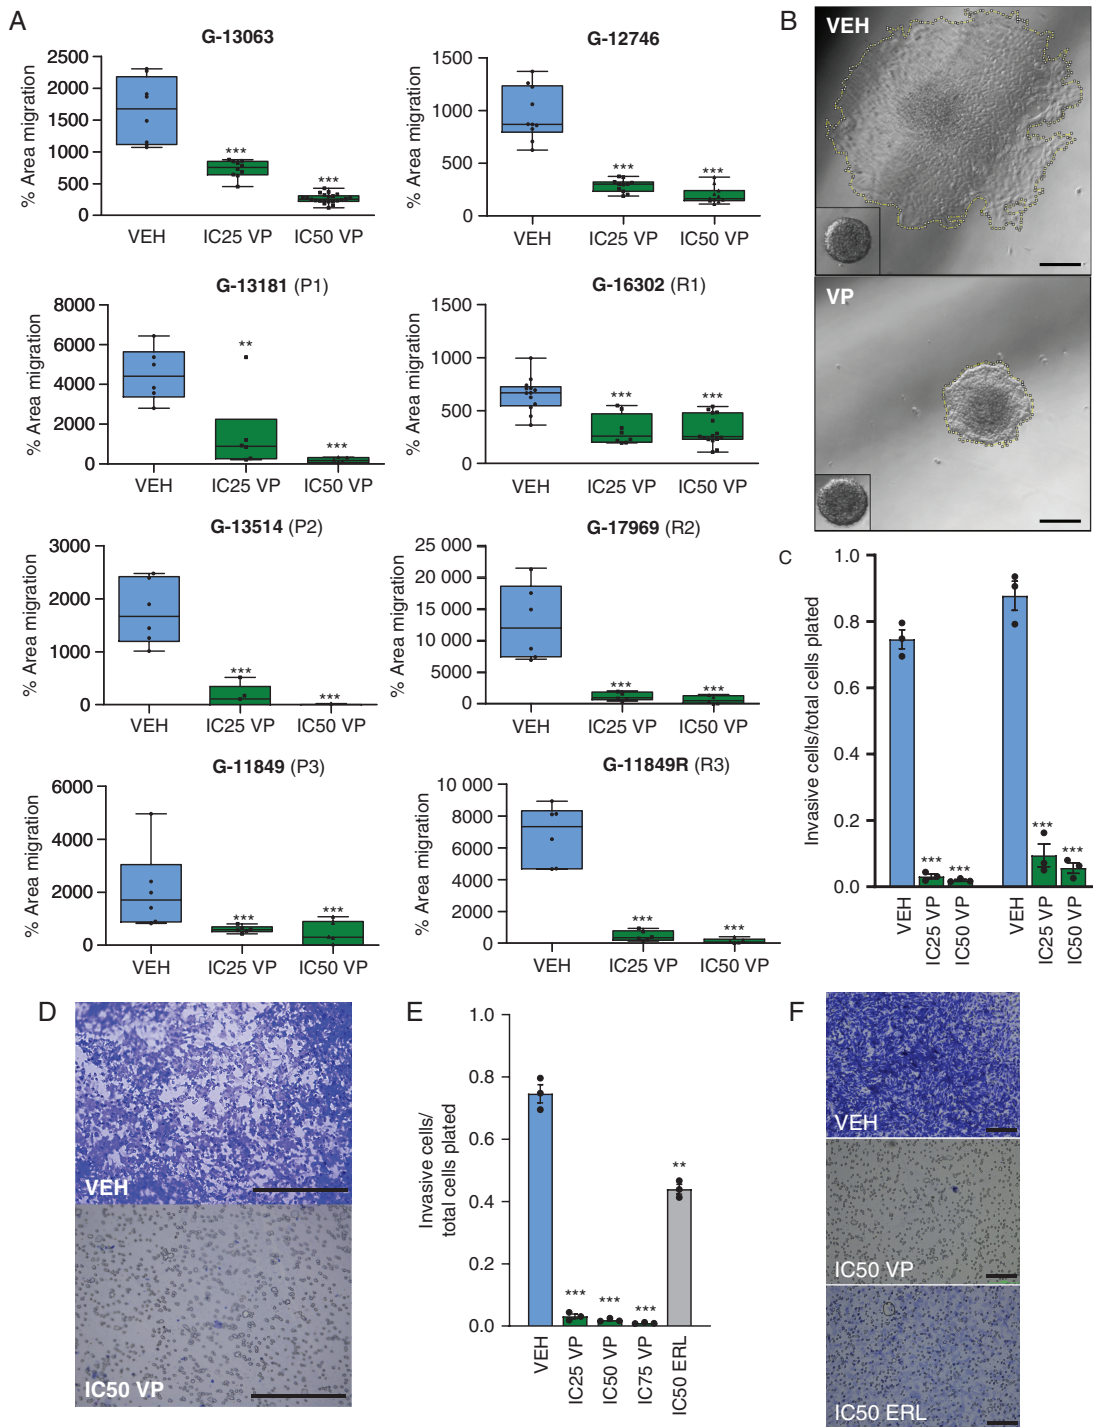 A
G-13063
% Area migration
2500
2000
1500
1000
500
0
***
***
VEH
IC25 VP
IC50 VP
G-12746
% Area migration
1500
1000
500
0
***
***
VEH
IC25 VP
IC50 VP
G-13181 (P1)
% Area migration
8000
6000
4000
2000
0
**
***
VEH
IC25 VP
IC50 VP
G-16302 (R1)
% Area migration
1500
1000
500
0
***
***
VEH
IC25 VP
IC50 VP
G-13514 (P2)
% Area migration
3000
2000
1000
0
***
***
VEH
IC25 VP
IC50 VP
G-17969 (R2)
% Area migration
25 000
20 000
15 000
10 000
5000
0
***
***
VEH
IC25 VP
IC50 VP
G-11849 (P3)
% Area migration
6000
4000
2000
0
***
***
VEH
IC25 VP
IC50 VP
G-11849R (R3)
% Area migration
10 000
8000
6000
4000
2000
0
***
***
VEH
IC25 VP
IC50 VP
B
VEH
VP
C
Invasive cells/total cells plated
1.0
0.8
0.6
0.4
0.2
0.0
***
***
***
***
VEH
IC25 VP
IC50 VP
VEH
IC25 VP
IC50 VP
D
VEH
IC50 VP
E
Invasive cells/
total cells plated
1.0
0.8
0.6
0.4
0.2
0.0
***
***
***
**
VEH
IC25 VP
IC50 VP
IC75 VP
IC50 ERL
F
VEH
IC50 VP
IC50 ERL